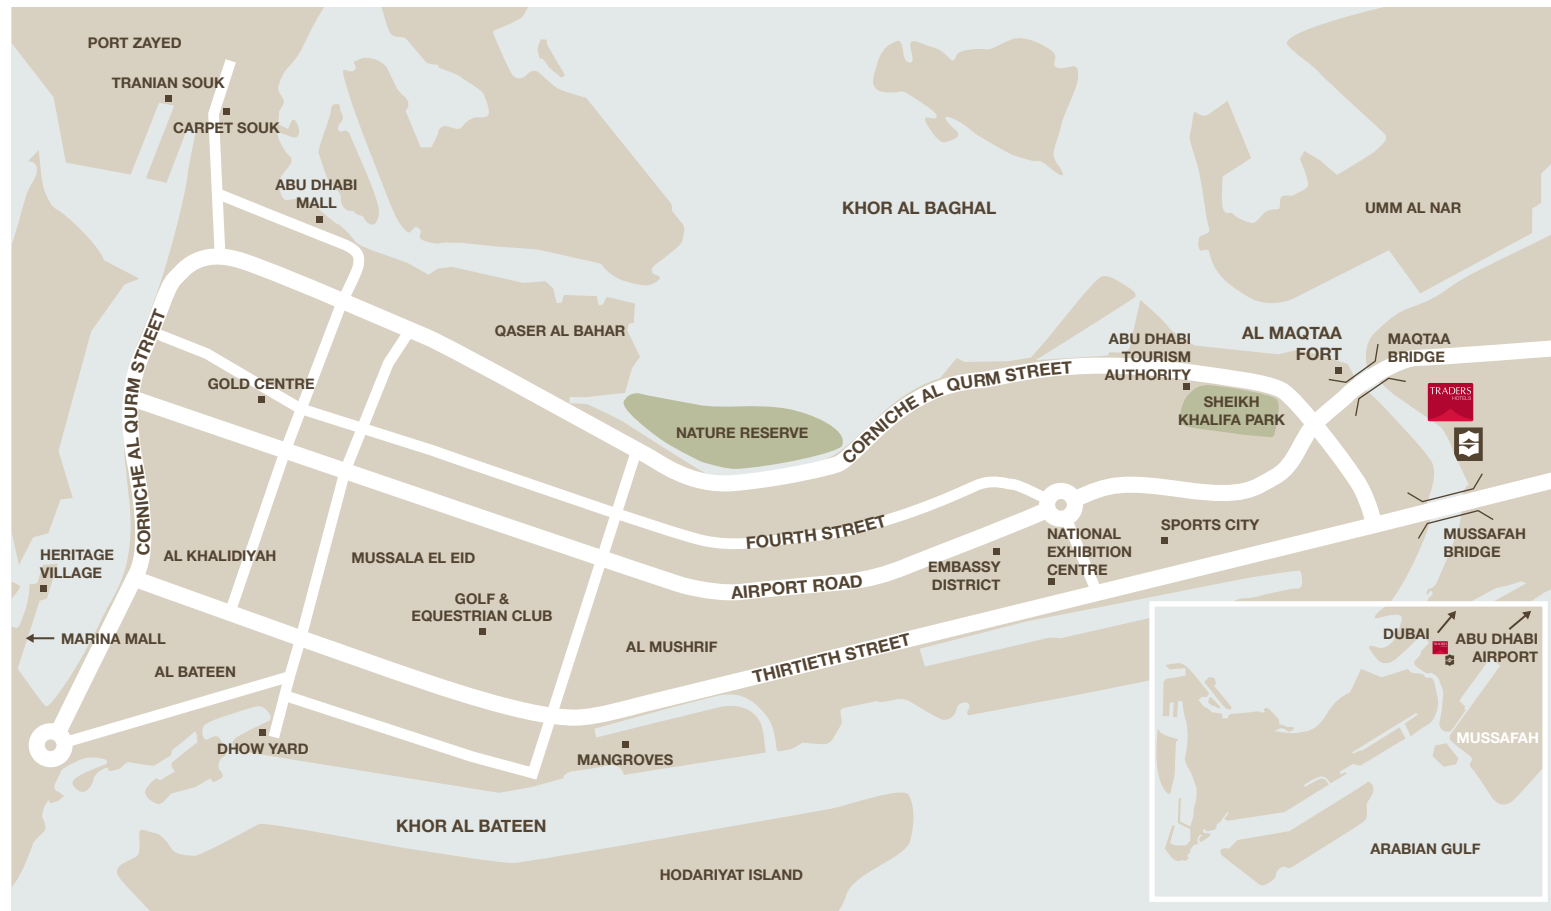 PORT ZAYED
TRANIAN SOUK
CARPET SOUK
ABU DHABI
MALL
KHOR AL BAGHAL
UMM AL NAR
QASER AL BAHAR
CORNICHE AL QURM STREET
GOLD CENTRE
NATURE RESERVE
CORNICHE AL QURM STREET
ABU DHABI
TOURISM
AUTHORITY
AL MAQTAA
FORT
MAQTAA
BRIDGE
SHEIKH
KHALIFA PARK
TRADERS
HOTELS
FOURTH STREET
AIRPORT ROAD
THIRTIETH STREET
NATIONAL
EXHIBITION
CENTRE
SPORTS CITY
EMBASSY
DISTRICT
MUSSAFAH
BRIDGE
HERITAGE
VILLAGE
AL KHALIDIYAH
MUSSALA EL EID
GOLF &
EQUESTRIAN CLUB
MARINA MALL
AL BATEEN
AL MUSHRIF
DHOW YARD
MANGROVES
KHOR AL BATEEN
HODARIYAT ISLAND
DUBAI
ABU DHABI
AIRPORT
MUSSAFAH
ARABIAN GULF